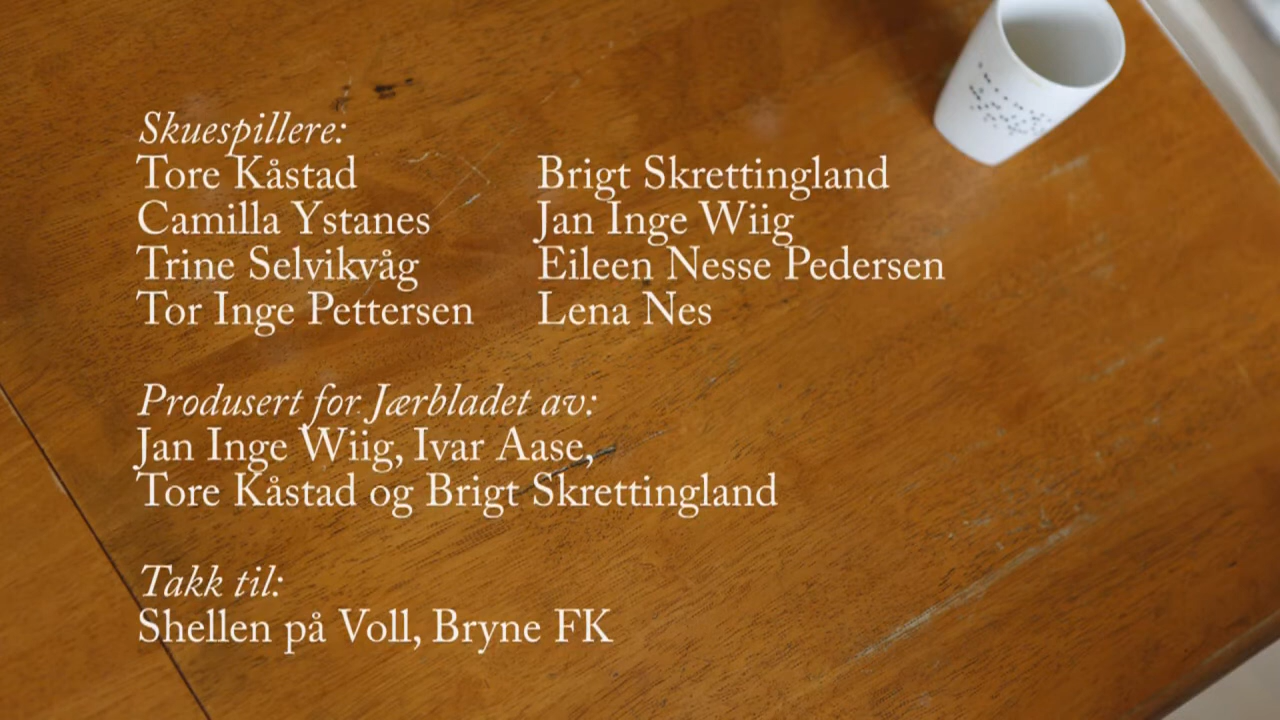 Skuespillere:
Tore Kåstad
Camilla Ystanes
Trine Selvikvåg
Tor Inge Pettersen
Brigt Skrettingland
Jan Inge Wiig
Eileen Nesse Pedersen
Lena Nes
Produsert for Jærbladet av:
Jan Inge Wiig, Ivar Aase,
Tore Kåstad og Brigt Skrettingland
Takk til:
Shellen på Voll, Bryne FK